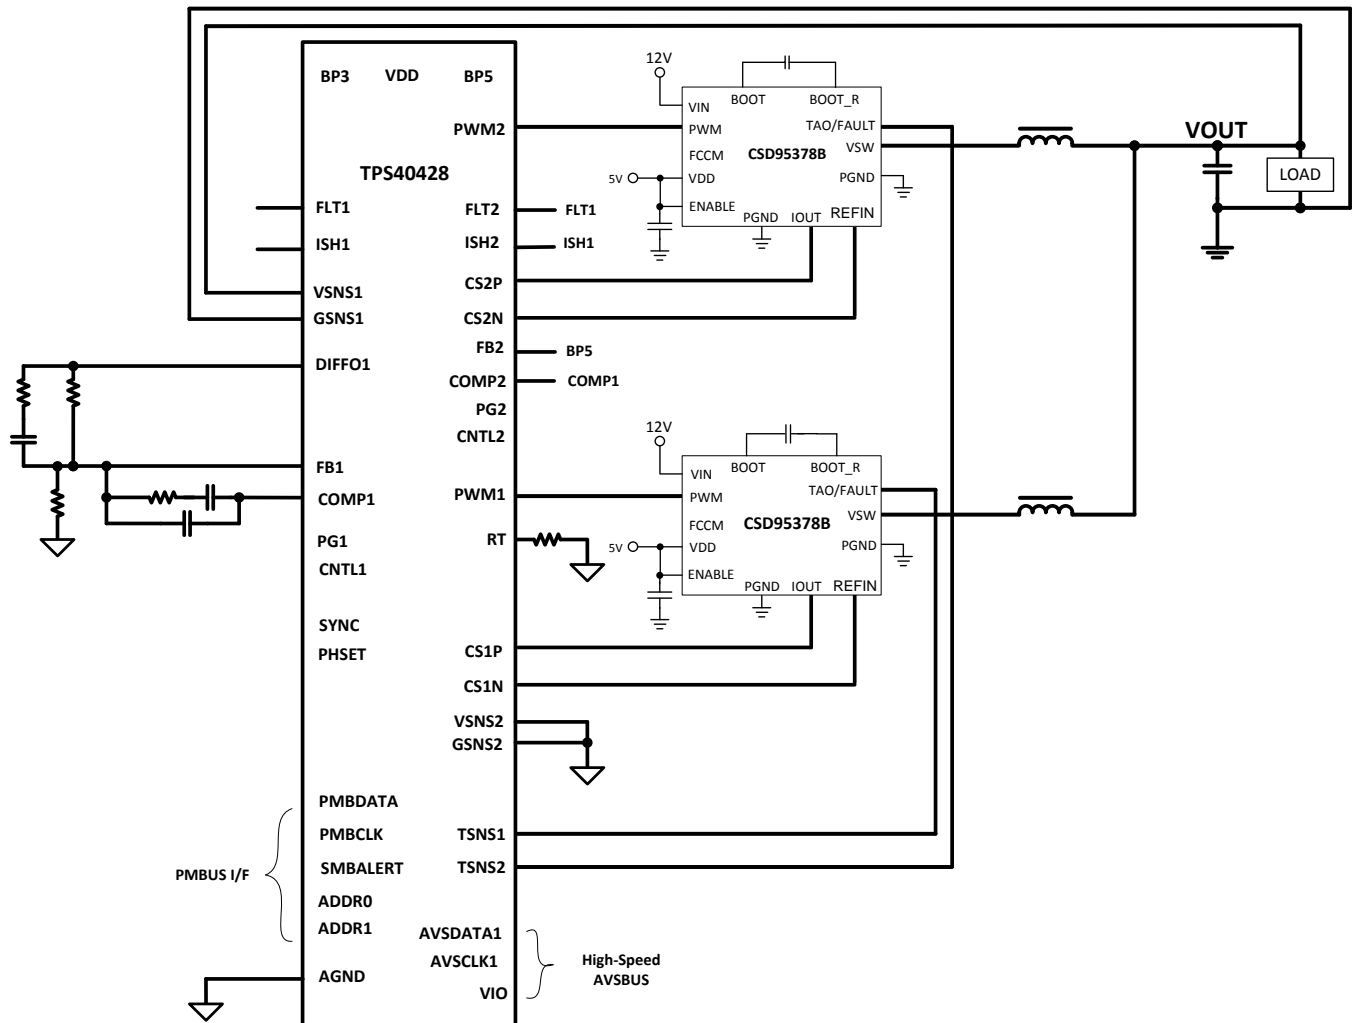 BP3 VDD BP5
TPS40428
PWM2
FLT1
ISH1
VSNS1
GSNS1
DIFFO1
FB1
COMP1
PG1
CNTL1
SYNC
PHSET
PMBDATA
PMBCLK
SMBALERT
ADDR0
ADDR1
AGND
PMBUS I/F
FLT2 FLT1
ISH2 ISH1
CS2P
CS2N
FB2 BP5
COMP2 COMP1
PG2
CNTL2
PWM1
RT
CS1P
CS1N
VSNS2
GSNS2
TSNS1
TSNS2
AVSDATA1
AVSCLK1
VIO
High-Speed
AVSBUS
12V
BOOT BOOT_R
VIN
PWM TAO/FAULT
FCCM CSD95378B VSW
5V VDD PGND
ENABLE
PGND IOUT REFIN
12V
BOOT BOOT_R
VIN
PWM TAO/FAULT
FCCM CSD95378B VSW
5V VDD PGND
ENABLE
PGND IOUT REFIN
VOUT
LOAD